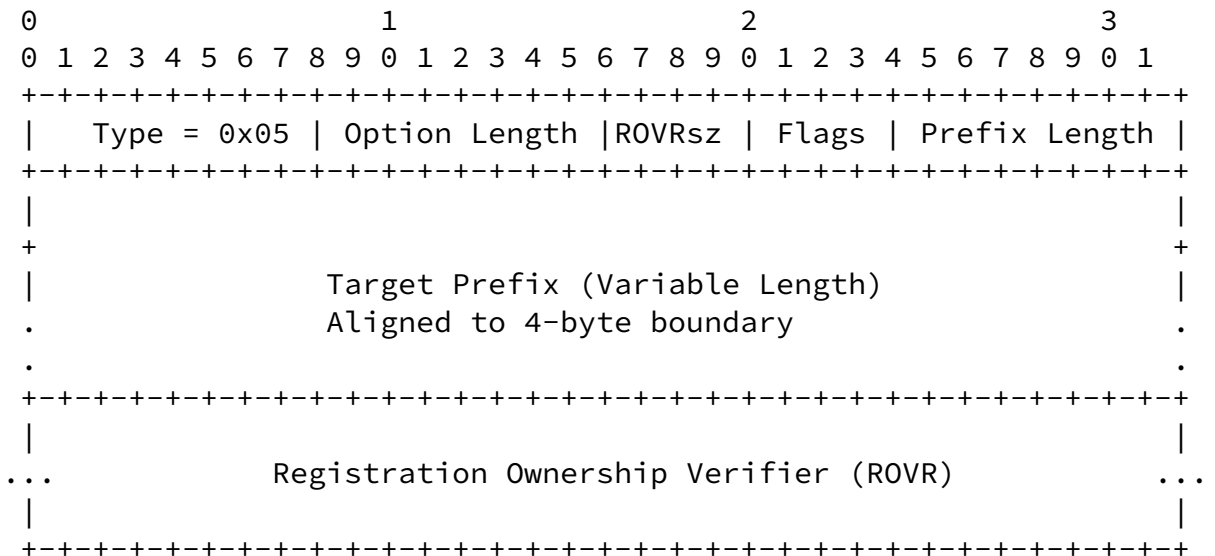 0                   1                   2                   3
0 1 2 3 4 5 6 7 8 9 0 1 2 3 4 5 6 7 8 9 0 1 2 3 4 5 6 7 8 9 0 1
+-+-+-+-+-+-+-+-+-+-+-+-+-+-+-+-+-+-+-+-+-+-+-+-+-+-+-+-+-+-+-+-+
|   Type = 0x05 | Option Length |ROVRsz | Flags | Prefix Length |
+-+-+-+-+-+-+-+-+-+-+-+-+-+-+-+-+-+-+-+-+-+-+-+-+-+-+-+-+-+-+-+-+
|                                                               |
+                                                               +
|                Target Prefix (Variable Length)                |
.                Aligned to 4-byte boundary                     .
.                                                               .
+-+-+-+-+-+-+-+-+-+-+-+-+-+-+-+-+-+-+-+-+-+-+-+-+-+-+-+-+-+-+-+-+
|                                                               |
...            Registration Ownership Verifier (ROVR)           ...
|                                                               |
+-+-+-+-+-+-+-+-+-+-+-+-+-+-+-+-+-+-+-+-+-+-+-+-+-+-+-+-+-+-+-+-+